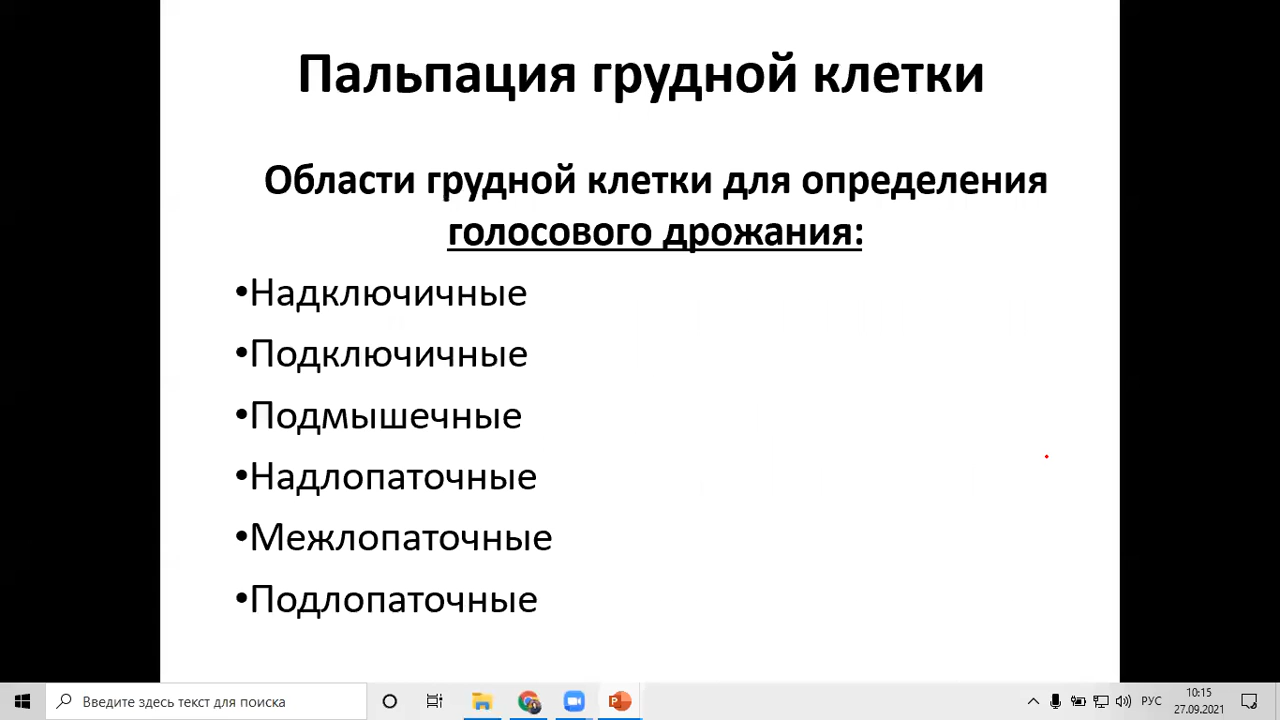 Пальпация грудной клетки
Области грудной клетки для определения
голосового дрожания:
•Надключичные
•Подключичные
•Подмышечные
•Надлопаточные
•Межлопаточные
•Подлопаточные
Введите здесь текст для поиска
РУС
10:15
27.09.2021